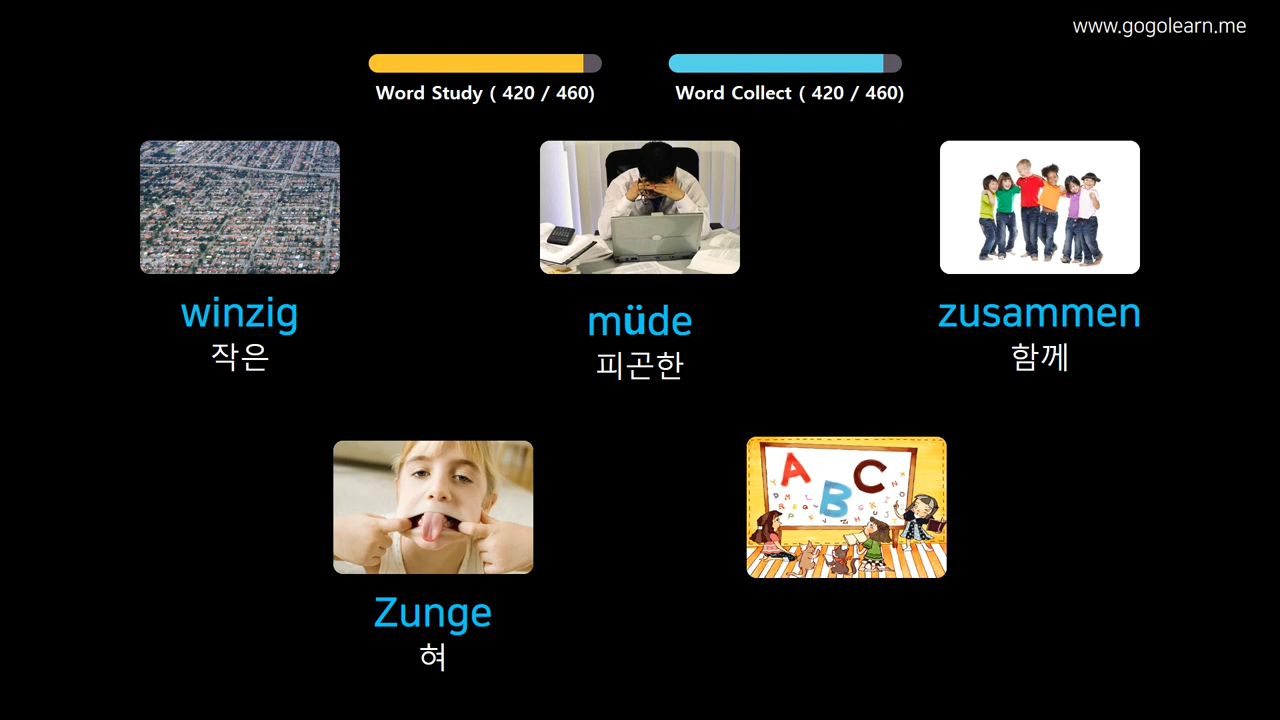 www.gogolearn.me
Word Study ( 420 / 460)
Word Collect ( 420 / 460)
winzig
작은
müde
피곤한
zusammen
함께
Zunge
혀
A B C